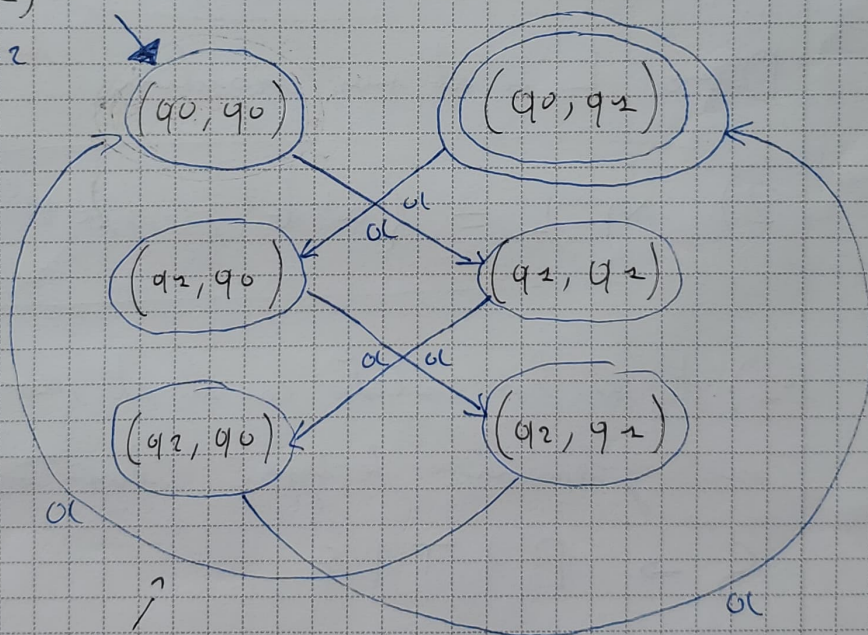 2
(q0, q0) (q0, q1)
a
a
(q1, q0) (q1, q1)
a a
(q2, q0) (q2, q1)
a
a